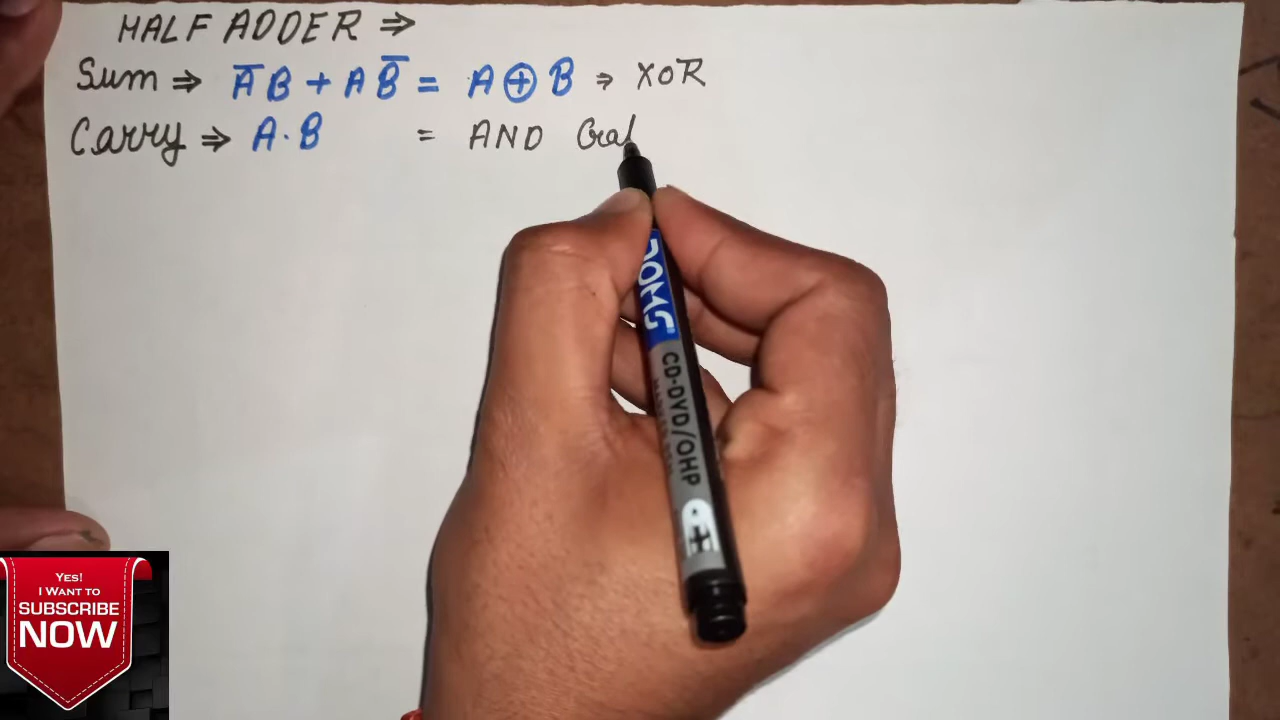 HALF ADDER ⇒
Sum ⇒ A̅B + AB̅ = A⊕B ⇒ XOR
Carry ⇒ A·B = AND Gat
DOMS
CD-DVD/OHP
YES!
I WANT TO
SUBSCRIBE
NOW